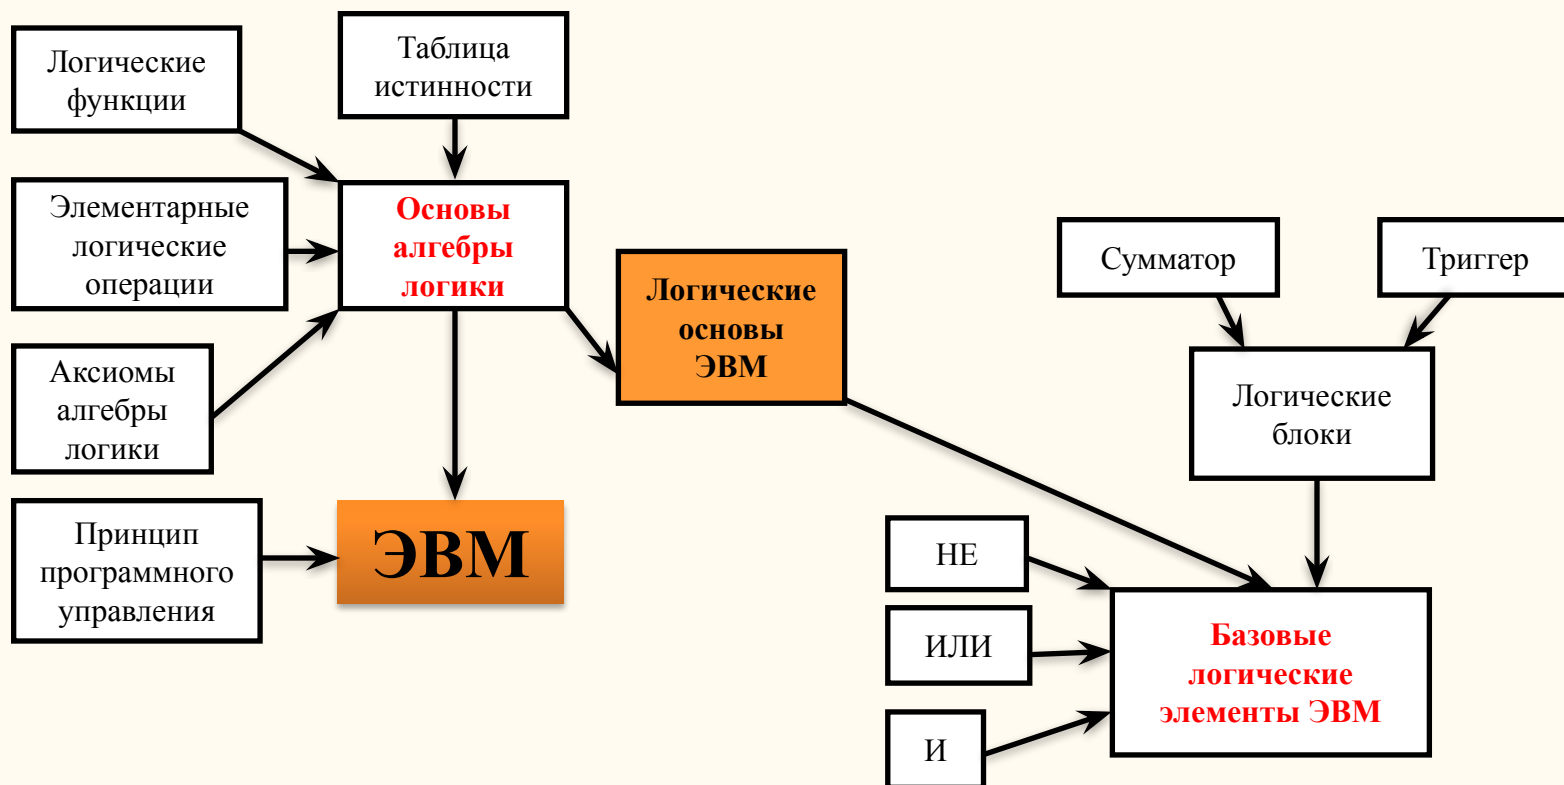 Логические
функции
Таблица
истинности
Элементарные
логические
операции
Основы
алгебры
логики
Аксиомы
алгебры
логики
Принцип
программного
управления
ЭВМ
Логические
основы
ЭВМ
Сумматор
Триггер
Логические
блоки
НЕ
ИЛИ
И
Базовые
логические
элементы ЭВМ